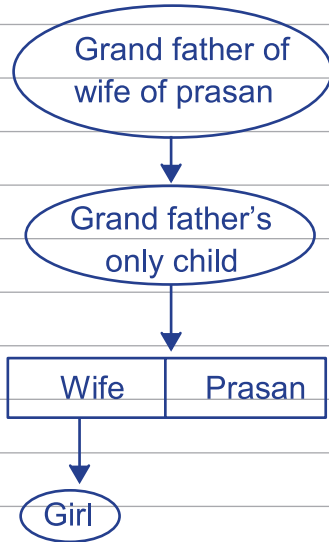 Grand father of
wife of prasan
Grand father's
only child
Wife Prasan
Girl